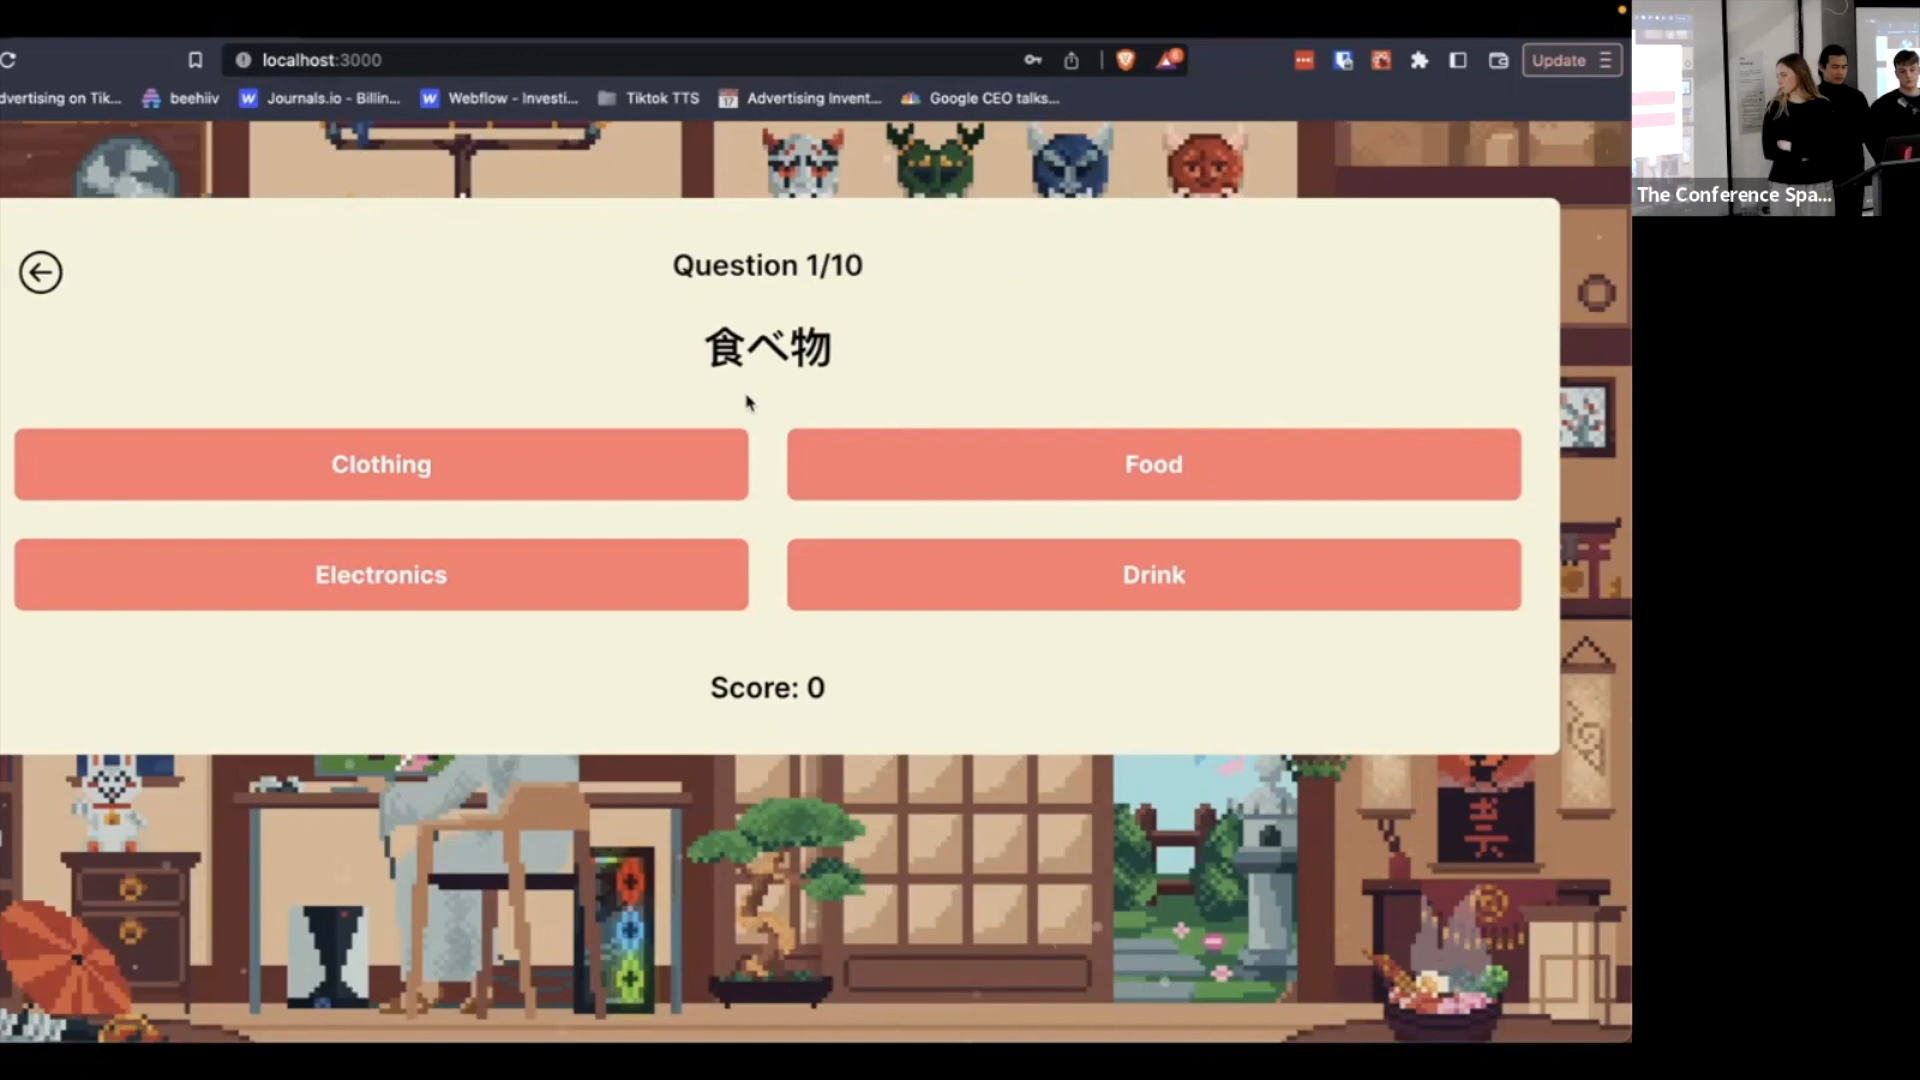 localhost:3000
Update
dvertising on Tik...
beehiiv
Journals.io - Billin...
Webflow - Investi...
Tiktok TTS
Advertising Invent...
Google CEO talks...
The Conference Spa...
Question 1/10
食べ物
Clothing
Food
Electronics
Drink
Score: 0